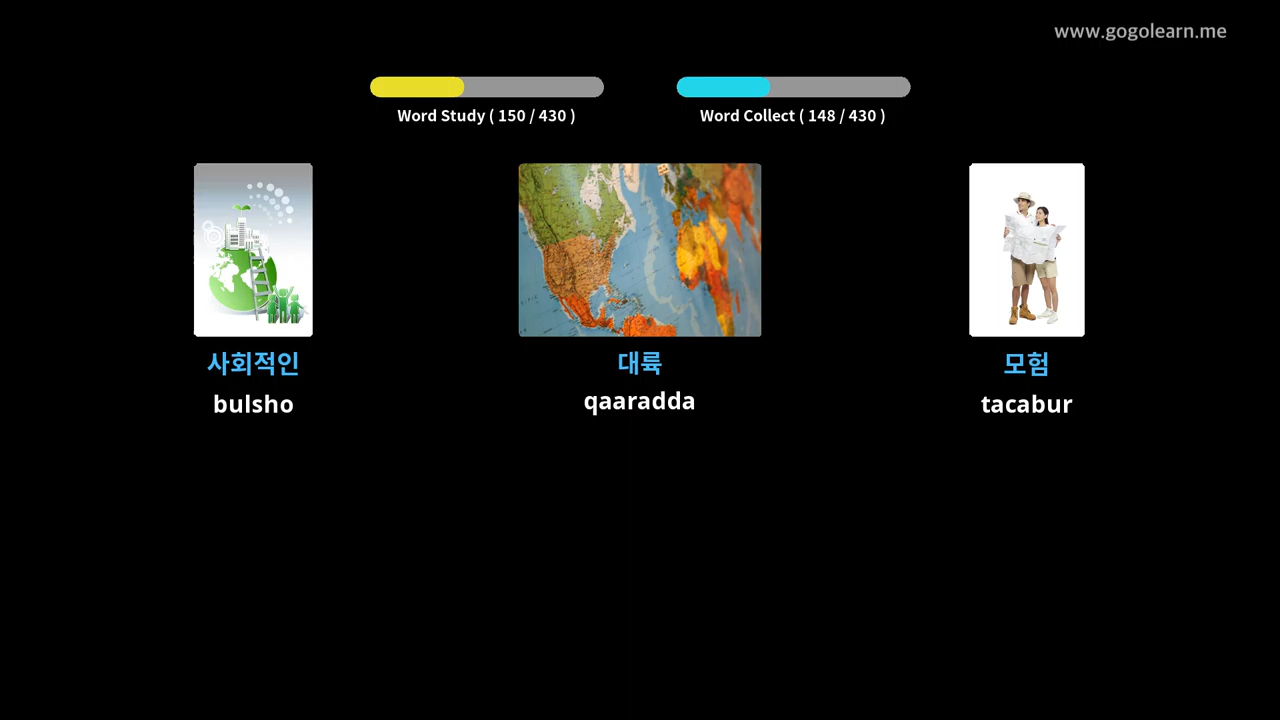 www.gogolearn.me
Word Study ( 150 / 430 )
Word Collect ( 148 / 430 )
사회적인
bulsho
대륙
qaaradda
모험
tacabur